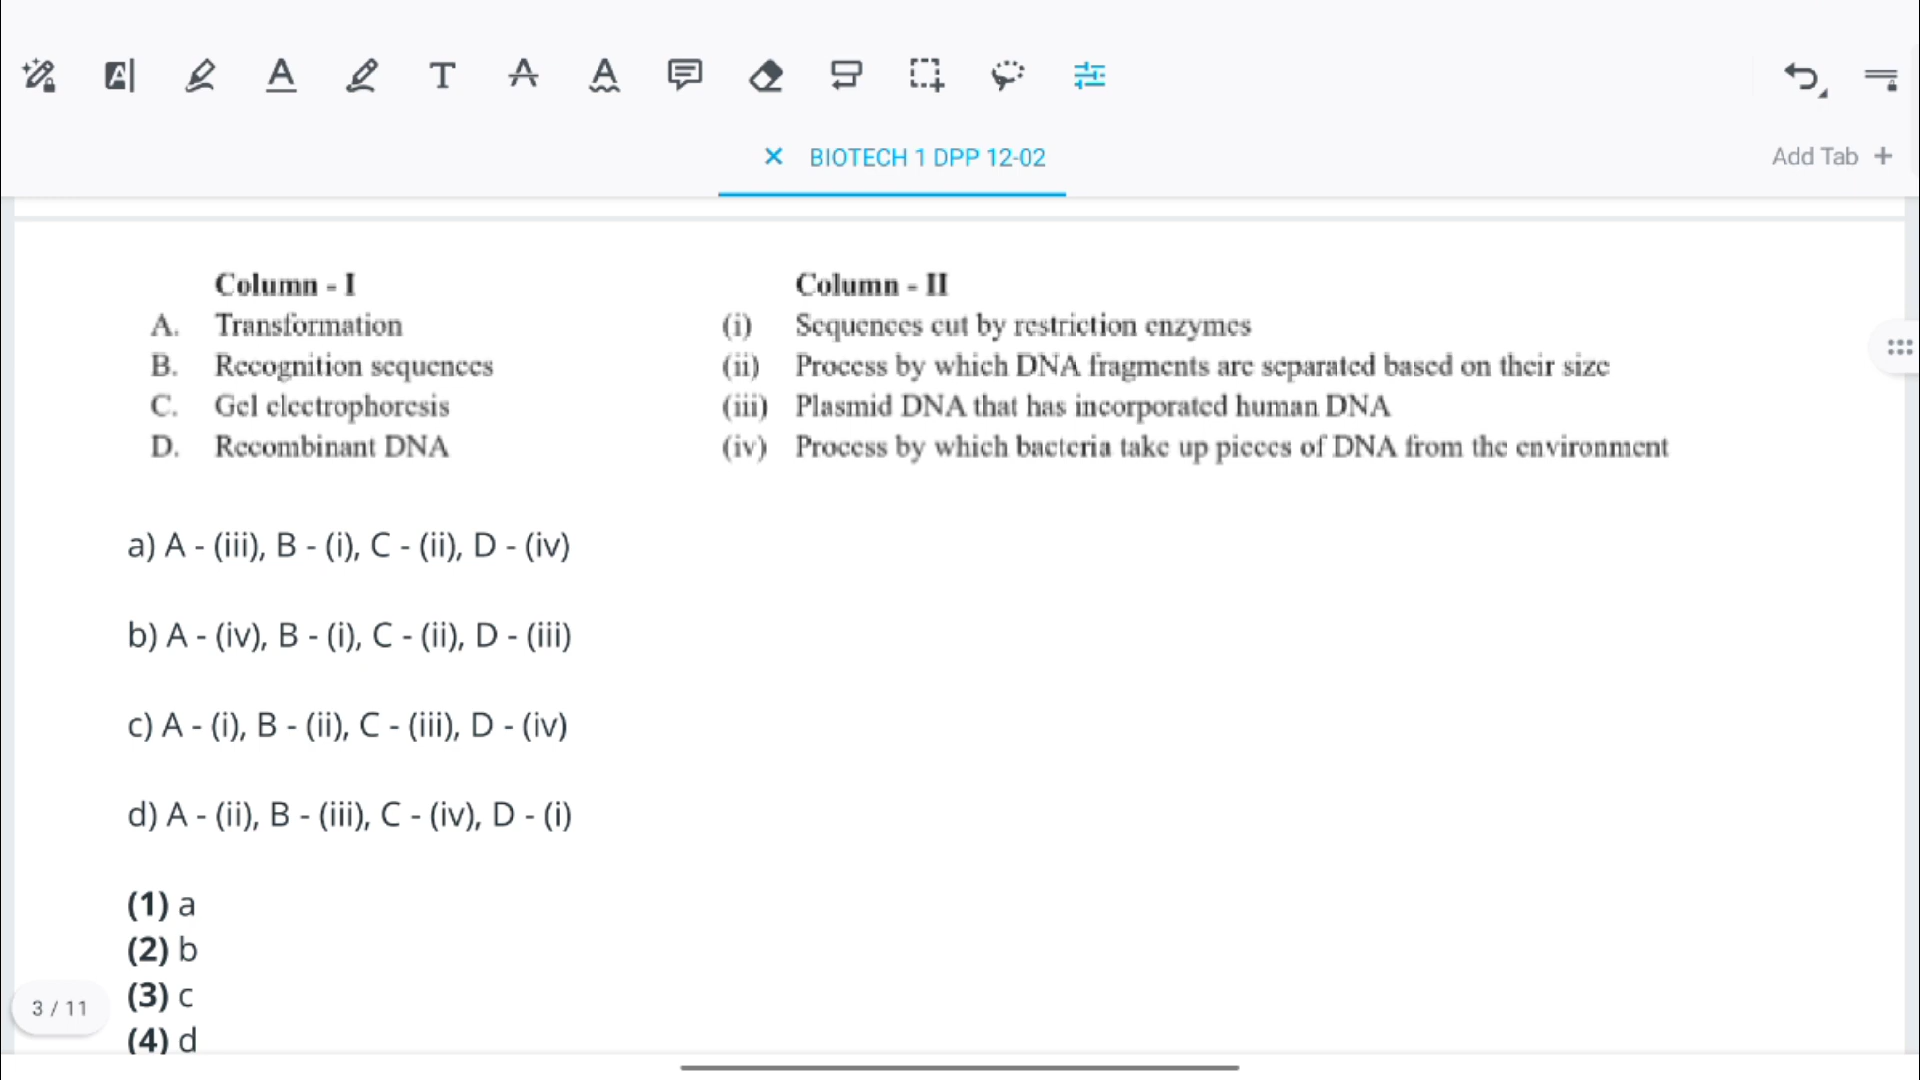 BIOTECH 1 DPP 12-02
Add Tab +
Column - I Column - II
A. Transformation (i) Sequences cut by restriction enzymes
B. Recognition sequences (ii) Process by which DNA fragments are separated based on their size
C. Gel electrophoresis (iii) Plasmid DNA that has incorporated human DNA
D. Recombinant DNA (iv) Process by which bacteria take up pieces of DNA from the environment
a) A - (iii), B - (i), C - (ii), D - (iv)
b) A - (iv), B - (i), C - (ii), D - (iii)
c) A - (i), B - (ii), C - (iii), D - (iv)
d) A - (ii), B - (iii), C - (iv), D - (i)
(1) a
(2) b
(3) c
(4) d
3 / 11